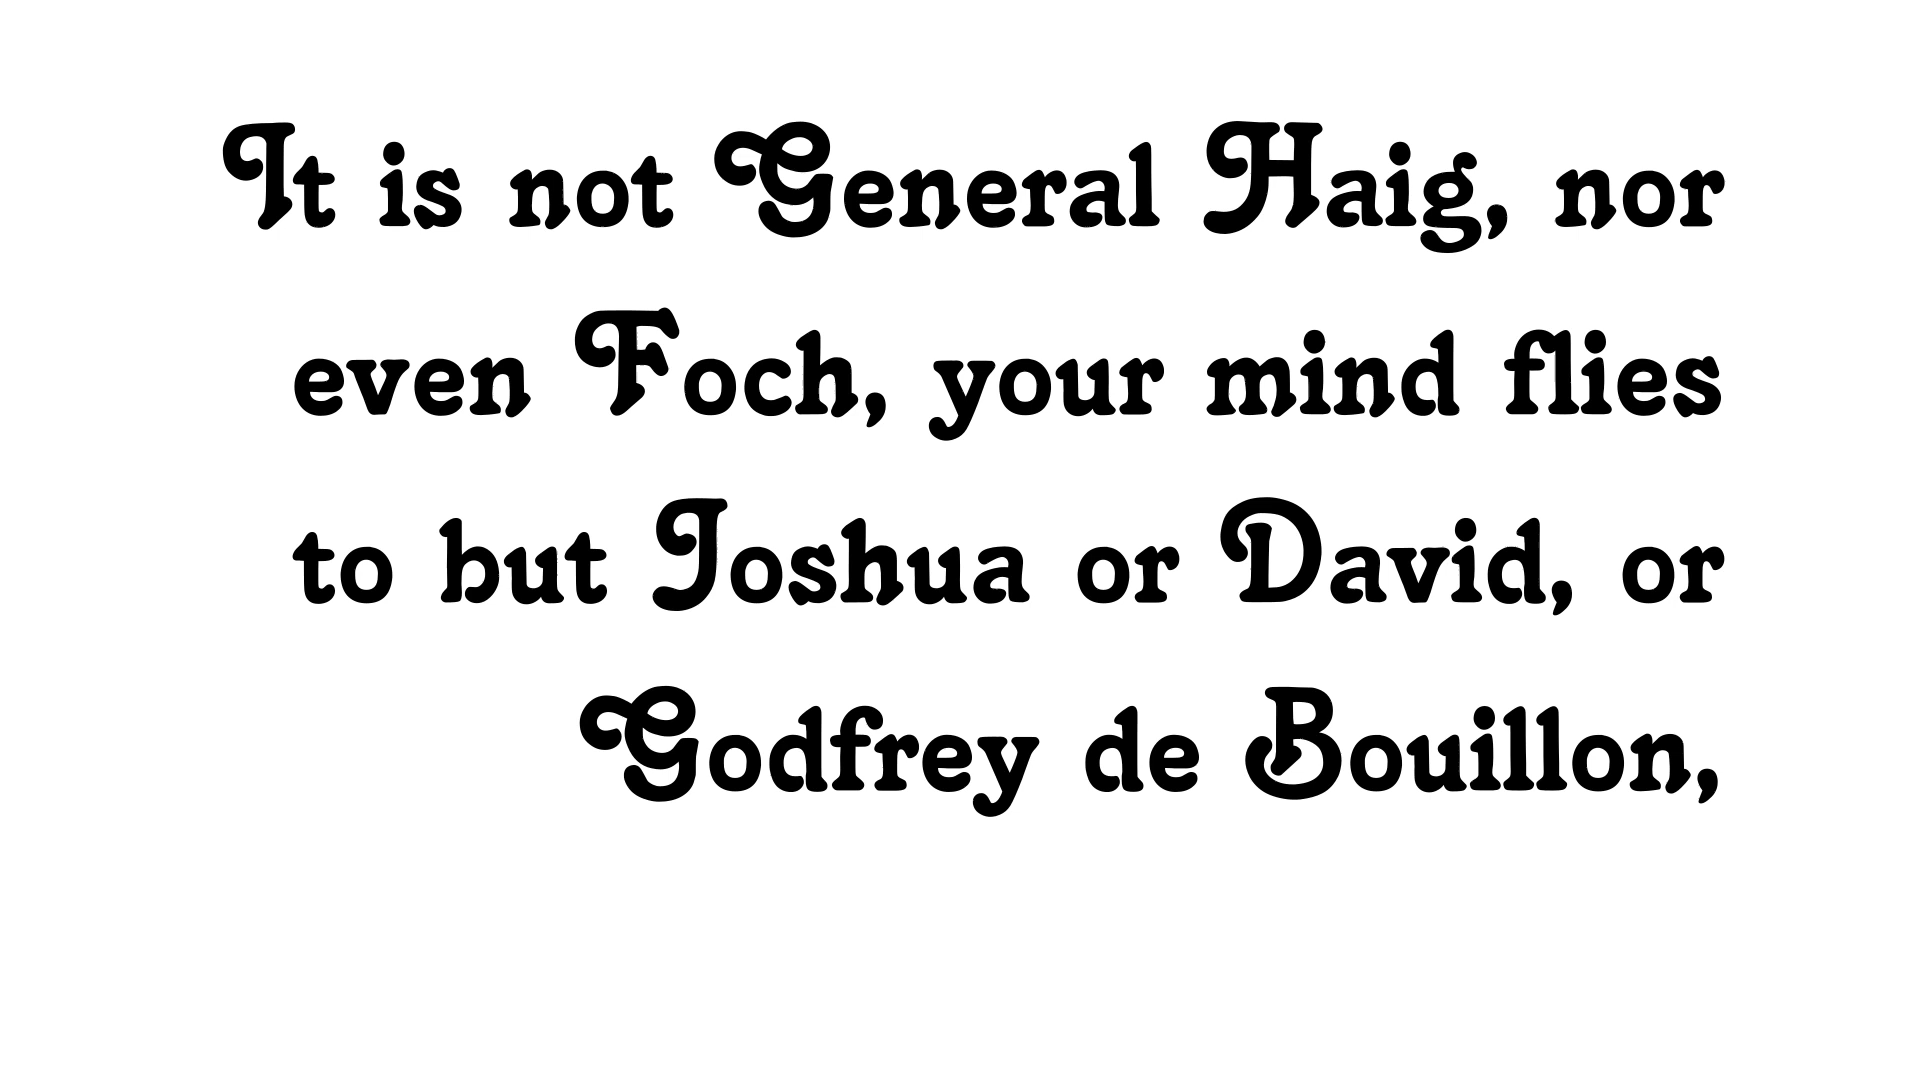 It is not General Haig, nor
even Foch, your mind flies
to but Joshua or David, or
Godfrey de Bouillon,